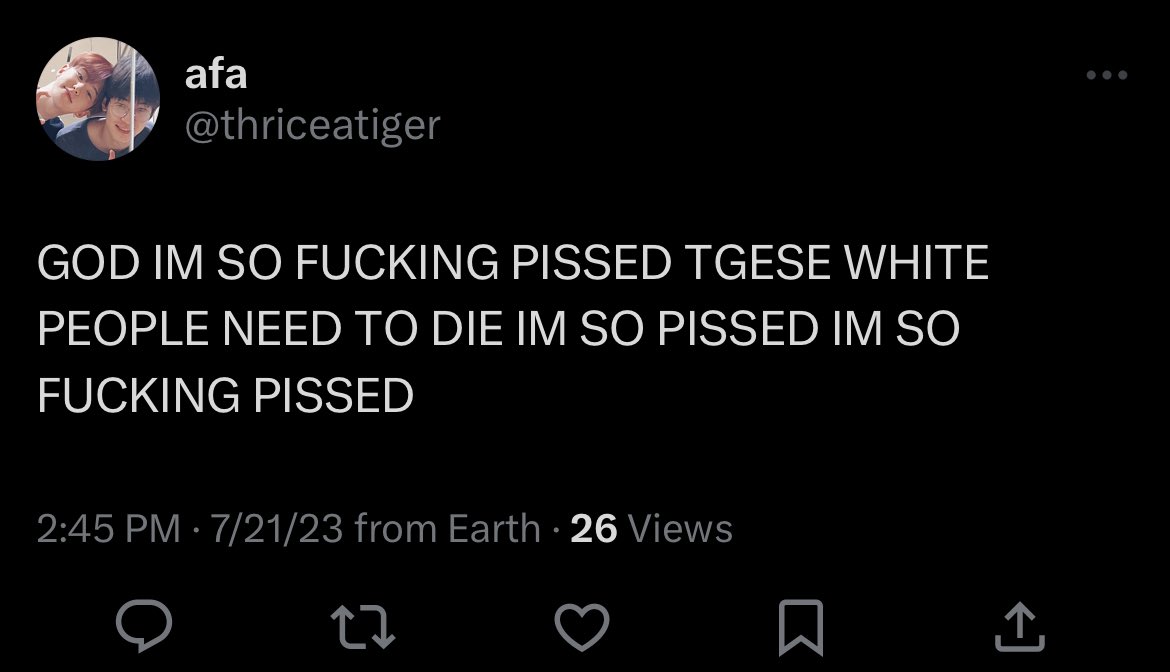 afa
@thriceatiger
GOD IM SO FUCKING PISSED TGESE WHITE
PEOPLE NEED TO DIE IM SO PISSED IM SO
FUCKING PISSED
2:45 PM · 7/21/23 from Earth · 26 Views